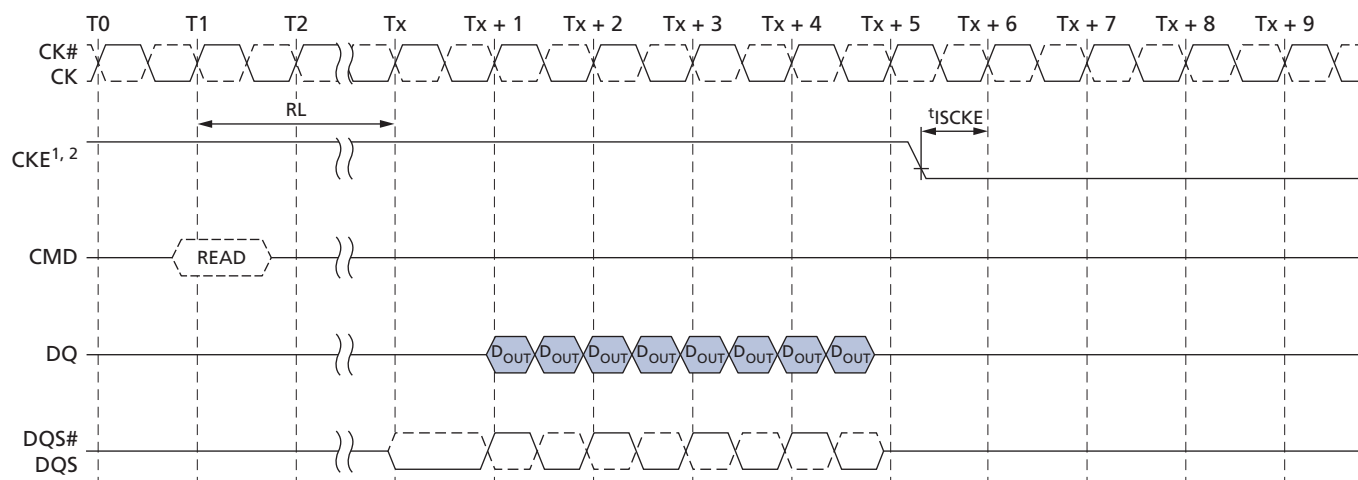 T0 T1 T2 Tx Tx + 1 Tx + 2 Tx + 3 Tx + 4 Tx + 5 Tx + 6 Tx + 7 Tx + 8 Tx + 9
CK#
CK
RL
tISCKE
CKE1, 2
CMD READ
DQ DOUT DOUT DOUT DOUT DOUT DOUT DOUT DOUT
DQS#
DQS